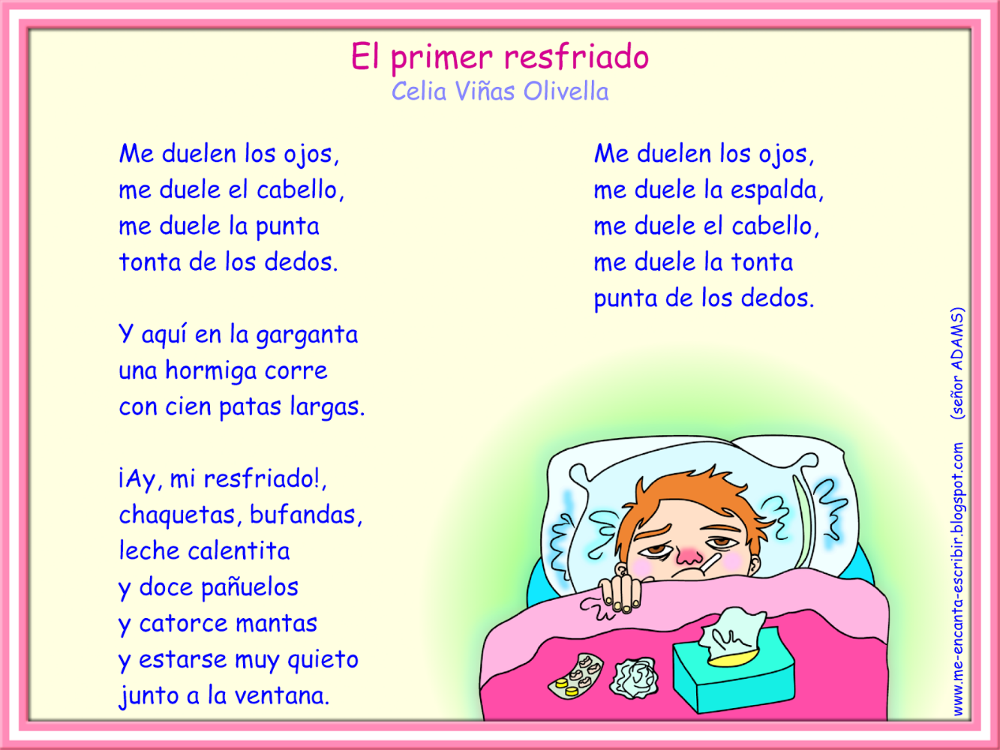 El primer resfriado
Celia Viñas Olivella
Me duelen los ojos,
me duele el cabello,
me duele la punta
tonta de los dedos.
Y aquí en la garganta
una hormiga corre
con cien patas largas.
¡Ay, mi resfriado!,
chaquetas, bufandas,
leche calentita
y doce pañuelos
y catorce mantas
y estarse muy quieto
junto a la ventana.
Me duelen los ojos,
me duele la espalda,
me duele el cabello,
me duele la tonta
punta de los dedos.
www.me-encanta-escribir.blogspot.com (señor ADAMS)